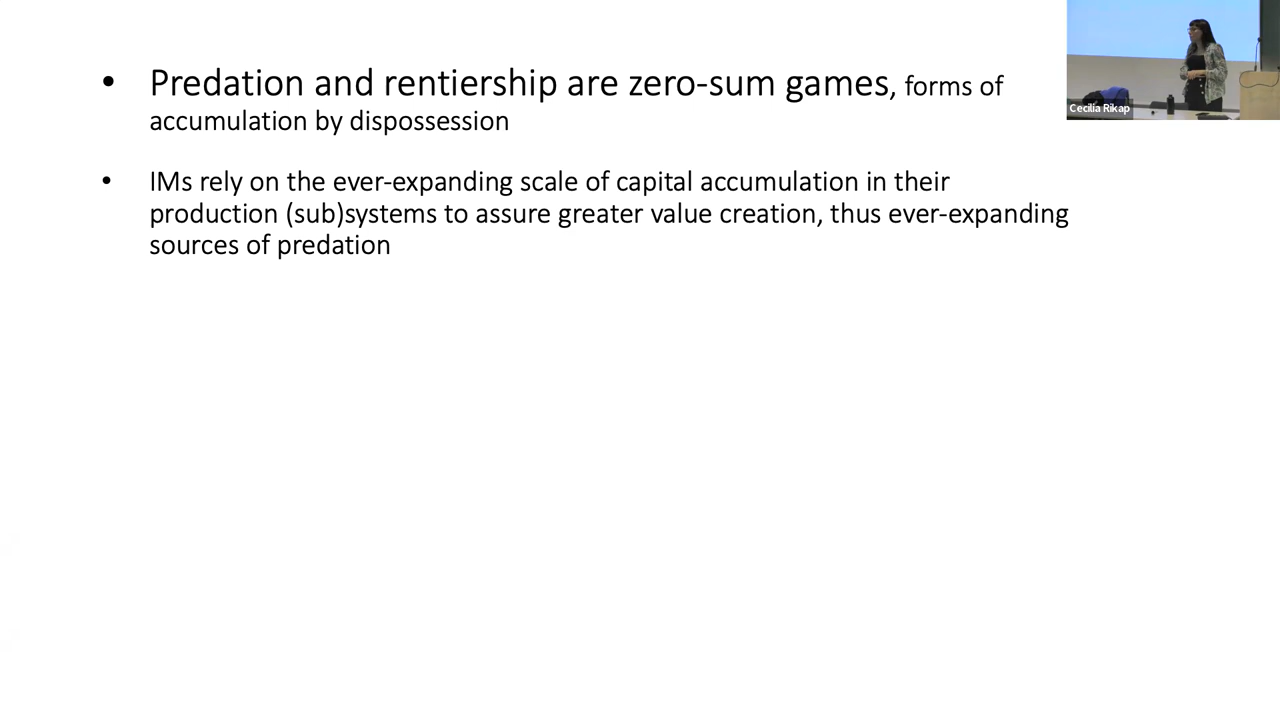 • Predation and rentiership are zero-sum games, forms of
accumulation by dispossession
• IMs rely on the ever-expanding scale of capital accumulation in their
production (sub)systems to assure greater value creation, thus ever-expanding
sources of predation
Cecilia Rikap